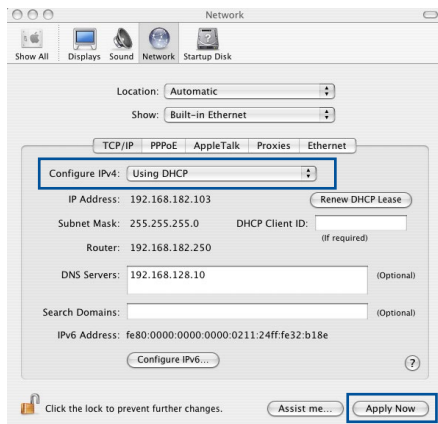 Network
Show All Displays Sound Network Startup Disk
Location: Automatic
Show: Built-in Ethernet
TCP/IP PPPoE AppleTalk Proxies Ethernet
Configure IPv4: Using DHCP
IP Address: 192.168.182.103 Renew DHCP Lease
Subnet Mask: 255.255.255.0 DHCP Client ID:
(If required)
Router: 192.168.182.250
DNS Servers: 192.168.128.10 (Optional)
Search Domains: (Optional)
IPv6 Address: fe80:0000:0000:0000:0211:24ff:fe32:b18e
Configure IPv6... ?
Click the lock to prevent further changes. Assist me... Apply Now